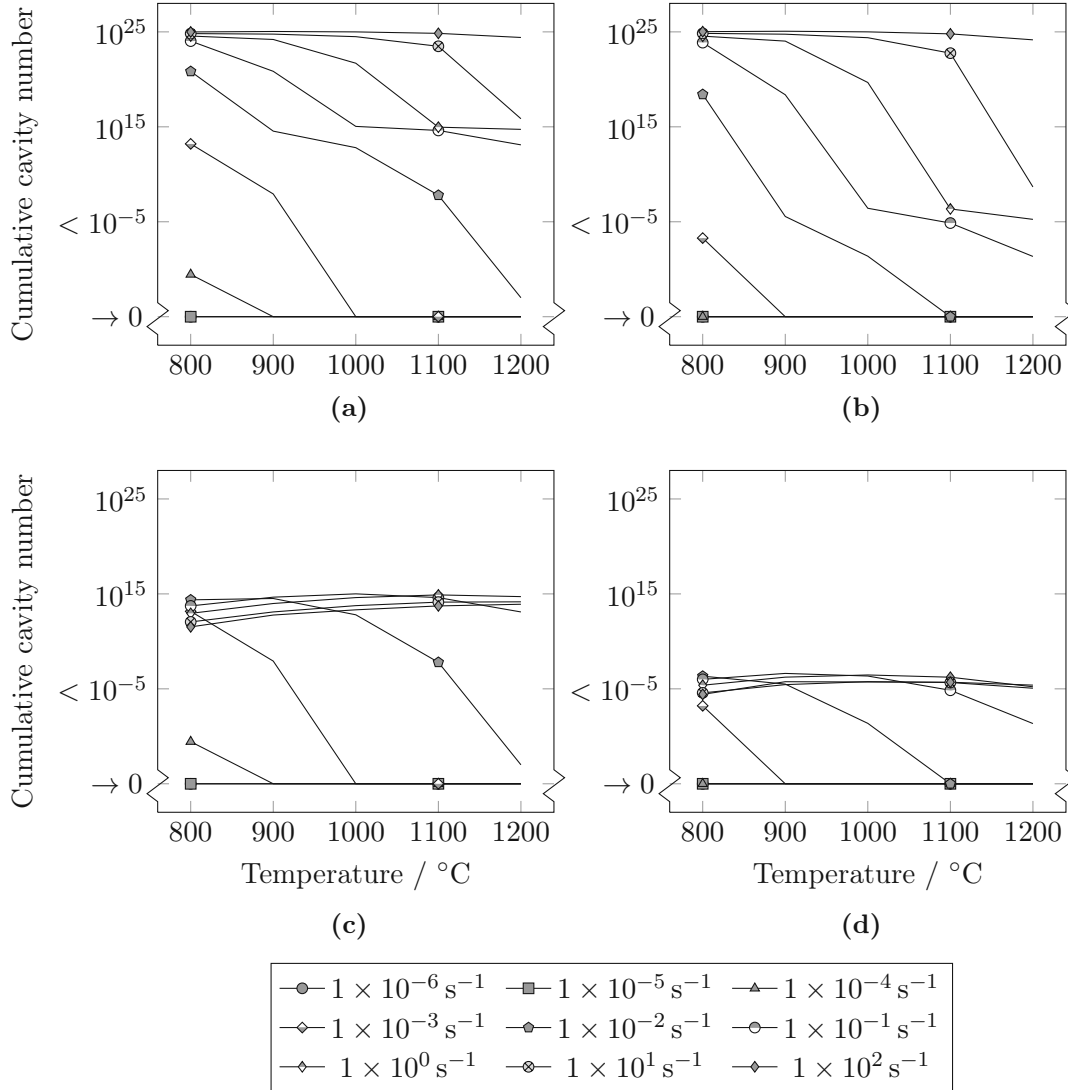 Cumulative cavity number
10^25
10^15
< 10^−5
→ 0
800 900 1000 1100 1200
(a)
10^25
10^15
< 10^−5
→ 0
800 900 1000 1100 1200
(b)
Cumulative cavity number
10^25
10^15
< 10^−5
→ 0
800 900 1000 1100 1200
Temperature / °C
(c)
10^25
10^15
< 10^−5
→ 0
800 900 1000 1100 1200
Temperature / °C
(d)
1 × 10^−6 s^−1 1 × 10^−5 s^−1 1 × 10^−4 s^−1
1 × 10^−3 s^−1 1 × 10^−2 s^−1 1 × 10^−1 s^−1
1 × 10^0 s^−1 1 × 10^1 s^−1 1 × 10^2 s^−1